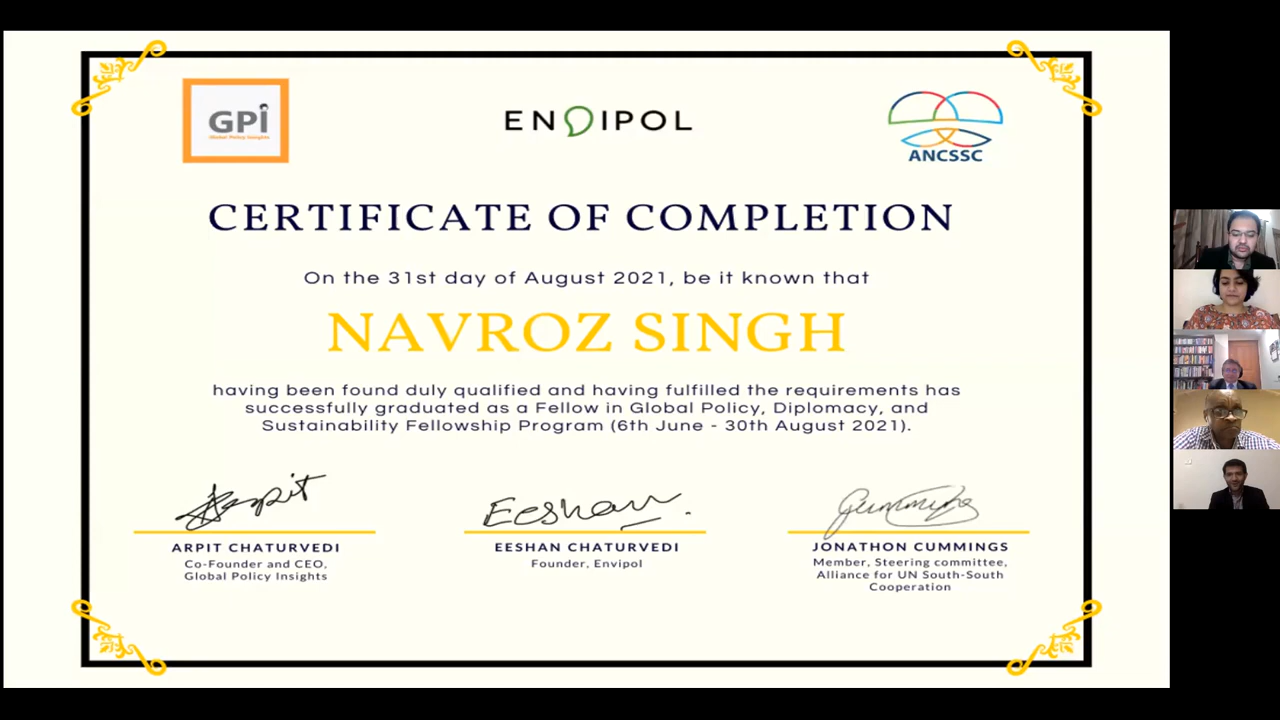 GPi
Global Policy Insights
ENVIPOL
ANCSSC
CERTIFICATE OF COMPLETION
On the 31st day of August 2021, be it known that
NAVROZ SINGH
having been found duly qualified and having fulfilled the requirements has
successfully graduated as a Fellow in Global Policy, Diplomacy, and
Sustainability Fellowship Program (6th June - 30th August 2021).
Arpit
Eeshan
Cummings
ARPIT CHATURVEDI
Co-Founder and CEO,
Global Policy Insights
EESHAN CHATURVEDI
Founder, Envipol
JONATHON CUMMINGS
Member, Steering committee,
Alliance for UN South-South
Cooperation